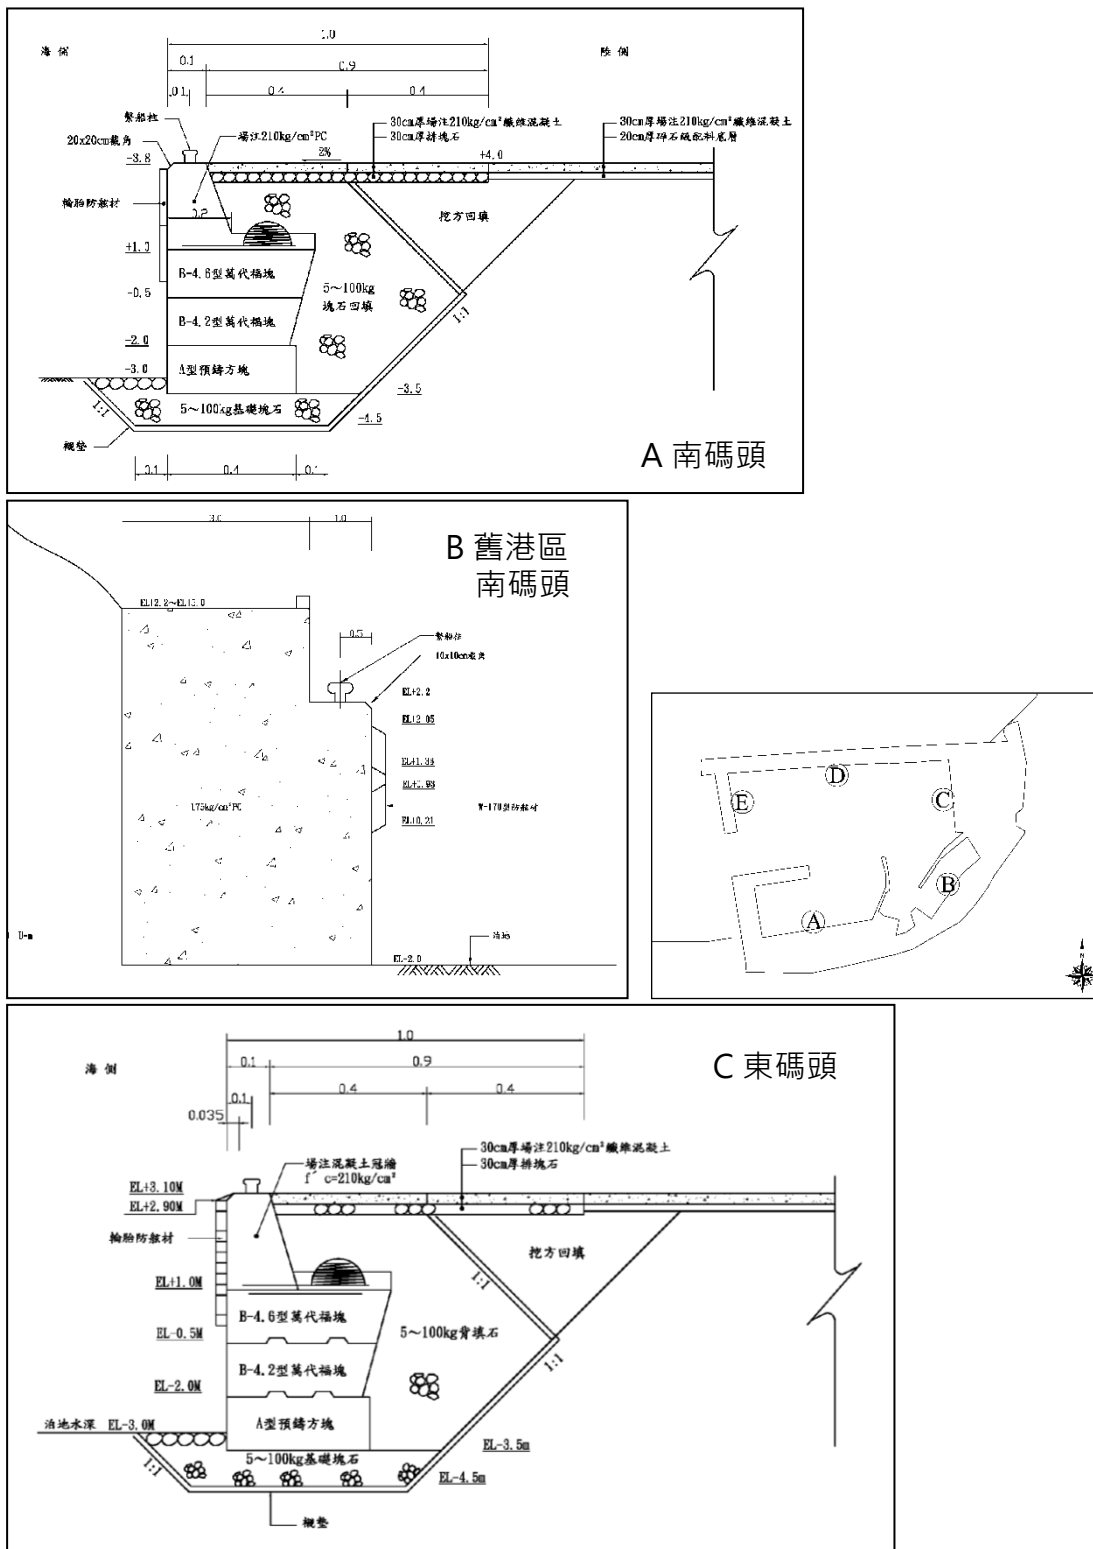 1.0
海 側
陸 側
0.1
0.9
0.1
0.4
0.4
繫船柱
20x20cm截角
場注210kg/cm²PC
30cm厚場注210kg/cm²纖維混凝土
30cm厚拼塊石
30cm厚場注210kg/cm²纖維混凝土
20cm厚碎石級配料底層
-3.8
2%
+4.0
輪胎防舷材
0.2
挖方回填
+1.0
B-4.6型萬代福塊
5～100kg
塊石回填
-0.5
B-4.2型萬代福塊
1:1
-2.0
-3.0
A型預鑄方塊
-3.5
1:1
5～100kg基礎塊石
-4.5
襯墊
0.1
0.4
0.1
A 南碼頭
3.0
1.0
B 舊港區
南碼頭
EL+2.2～EL+5.0
0.5
繫船柱
10x10cm截角
EL+2.2
EL+2.05
EL+1.34
EL+0.98
175kg/cm²PC
V-170型防舷材
EL+0.21
泊地
EL-2.0
D
E
C
B
A
N
1.0
C 東碼頭
海 側
0.1
0.9
0.1
0.4
0.4
0.035
30cm厚場注210kg/cm²纖維混凝土
30cm厚拼塊石
場注混凝土冠牆
f'c=210kg/cm²
EL+3.10M
EL+2.90M
輪胎防舷材
挖方回填
EL+1.0M
1:1
B-4.6型萬代福塊
5～100kg背填石
EL-0.5M
1:1
B-4.2型萬代福塊
EL-2.0M
泊地水深 EL-3.0M
A型預鑄方塊
EL-3.5m
1:1
5～100kg基礎塊石
EL-4.5m
襯墊